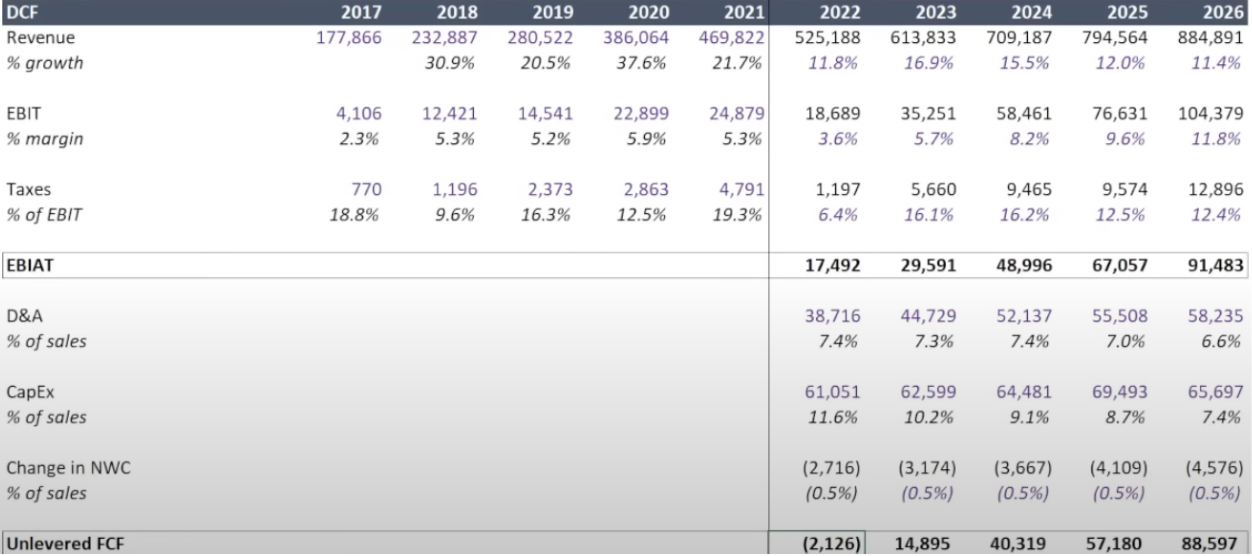 DCF 2017 2018 2019 2020 2021 2022 2023 2024 2025 2026
Revenue 177,866 232,887 280,522 386,064 469,822 525,188 613,833 709,187 794,564 884,891
% growth 30.9% 20.5% 37.6% 21.7% 11.8% 16.9% 15.5% 12.0% 11.4%
EBIT 4,106 12,421 14,541 22,899 24,879 18,689 35,251 58,461 76,631 104,379
% margin 2.3% 5.3% 5.2% 5.9% 5.3% 3.6% 5.7% 8.2% 9.6% 11.8%
Taxes 770 1,196 2,373 2,863 4,791 1,197 5,660 9,465 9,574 12,896
% of EBIT 18.8% 9.6% 16.3% 12.5% 19.3% 6.4% 16.1% 16.2% 12.5% 12.4%
EBIAT 17,492 29,591 48,996 67,057 91,483
D&A 38,716 44,729 52,137 55,508 58,235
% of sales 7.4% 7.3% 7.4% 7.0% 6.6%
CapEx 61,051 62,599 64,481 69,493 65,697
% of sales 11.6% 10.2% 9.1% 8.7% 7.4%
Change in NWC (2,716) (3,174) (3,667) (4,109) (4,576)
% of sales (0.5%) (0.5%) (0.5%) (0.5%) (0.5%)
Unlevered FCF (2,126) 14,895 40,319 57,180 88,597